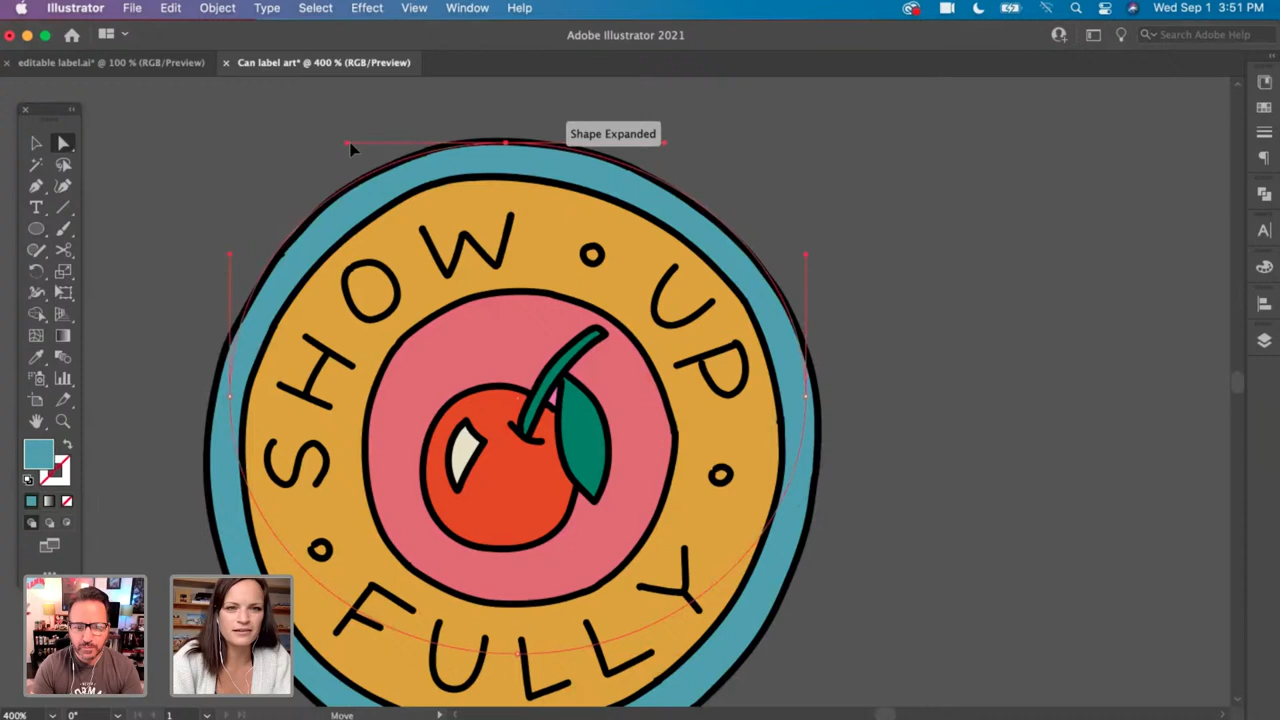 Illustrator File Edit Object Type Select Effect View Window Help
Wed Sep 1 3:51 PM
Adobe Illustrator 2021
Search Adobe Help
editable label.ai* @ 100 % (RGB/Preview)
Can label art* @ 400 % (RGB/Preview)
Shape Expanded
SHOW • UP •
FULLY •
400%
0°
1
Move